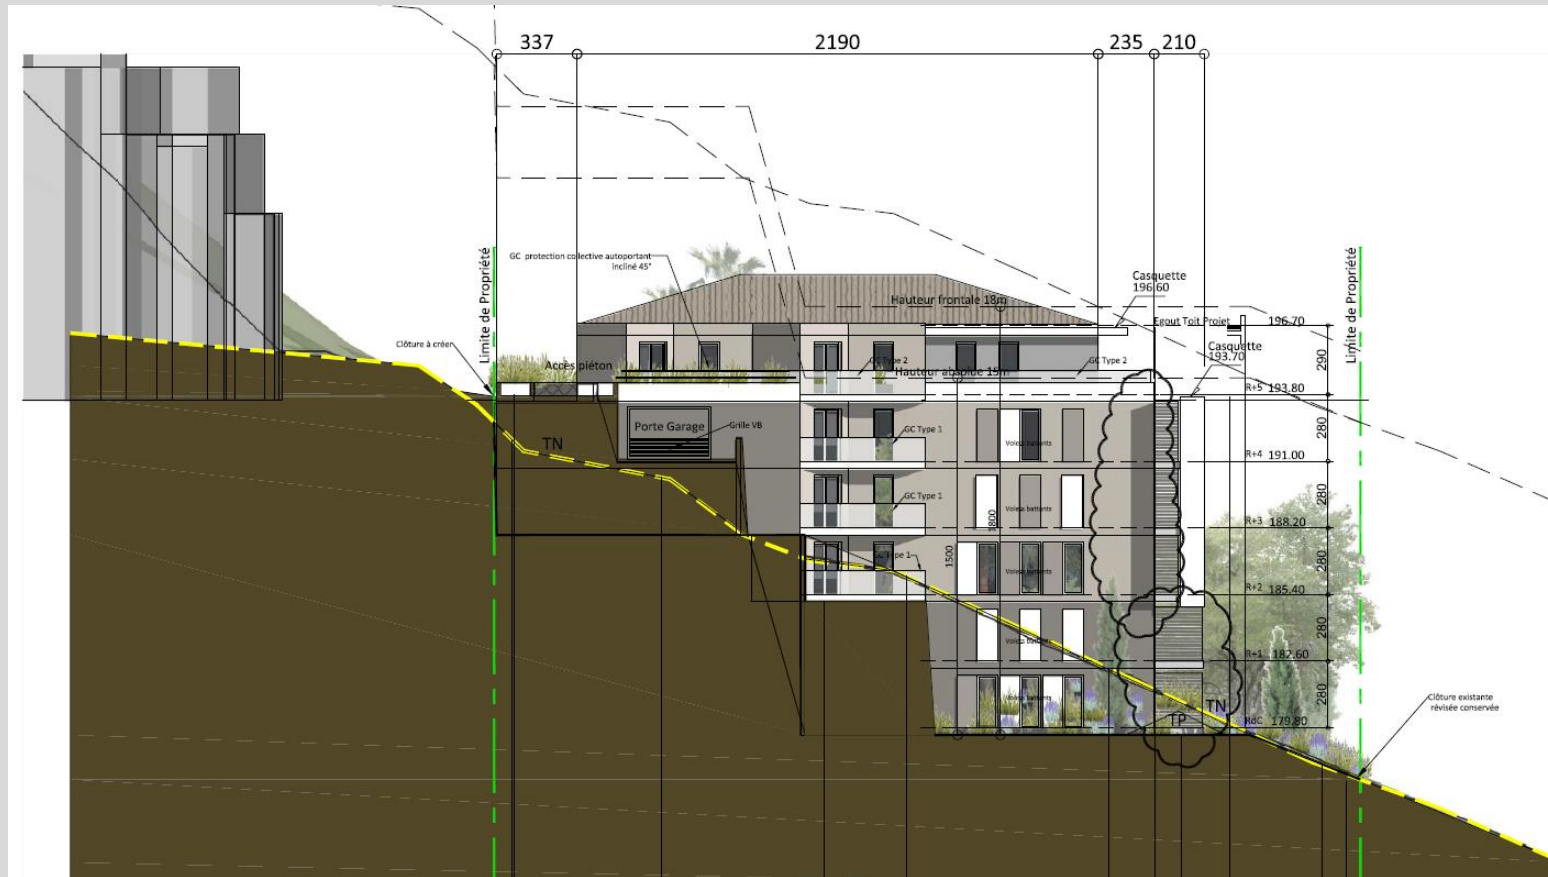 337
2190
235
210
Limite de Propriété
GC protection collective autoportant
incliné 45°
Hauteur frontale 18m
Casquette
196.60
Egout Toit Projet
196.70
Limite de Propriété
Clôture à créer
Accès piéton
GC Type 2
Hauteur absolue 15m
GC Type 2
Casquette
193.70
290
R+5 193.80
TN
Porte Garage
Grille VB
GC Type 1
Volets battants
280
R+4 191.00
GC Type 1
Volets battants
1800
280
R+3 188.20
GC Type 1
1500
Volets battants
280
R+2 185.40
Volets battants
280
R+1 182.60
Volets battants
280
TN
TP
RdC 179.80
Clôture existante
révisée conservée